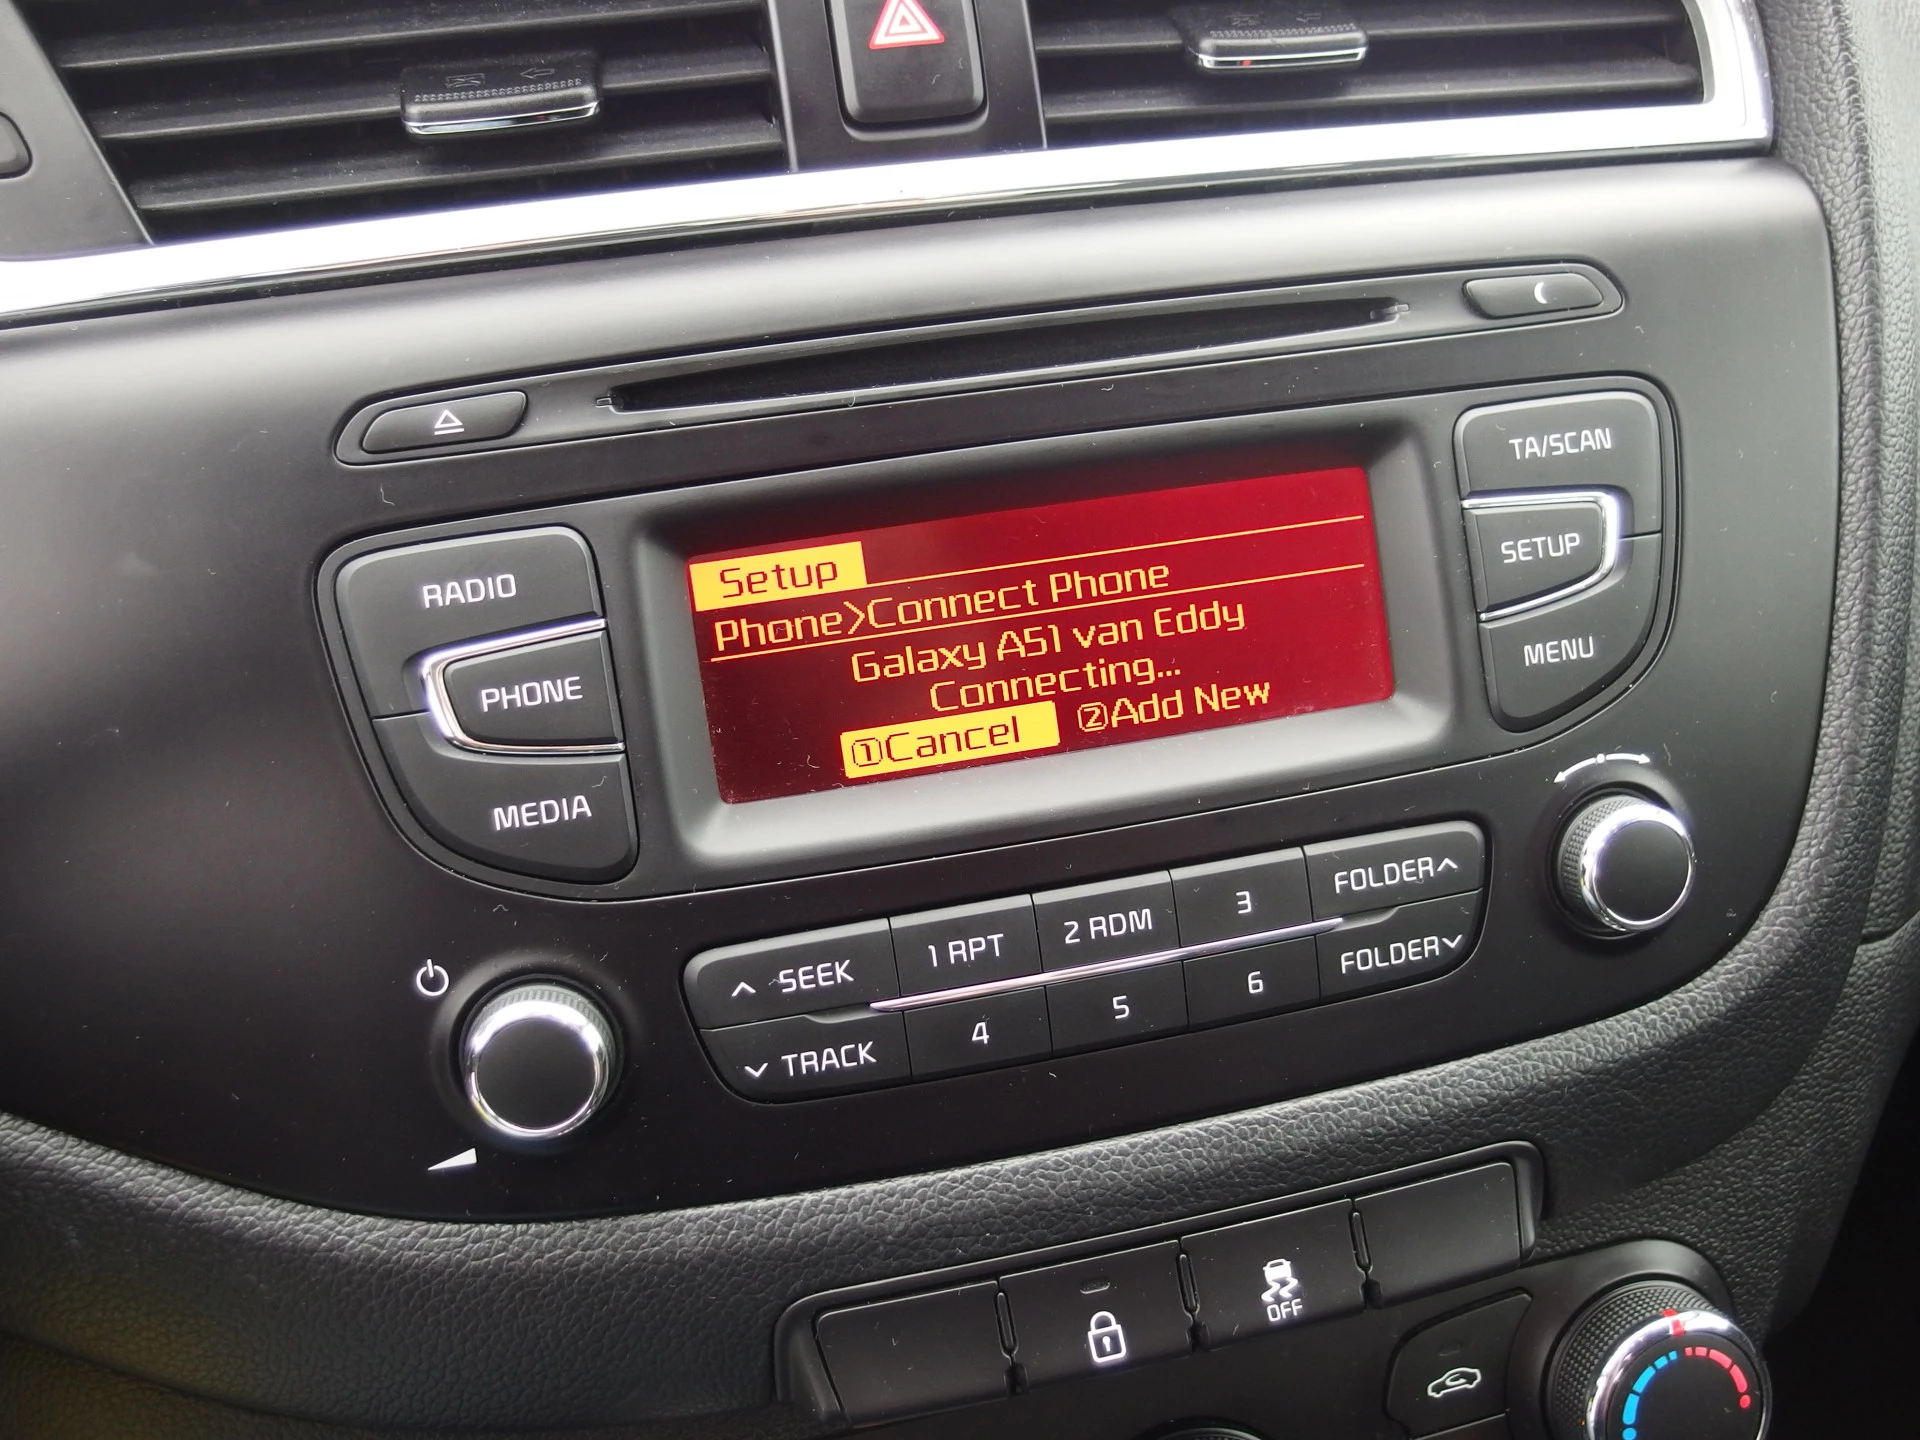 TA/SCAN
SETUP
MENU
RADIO
PHONE
MEDIA
Setup
Phone>Connect Phone
Galaxy A51 van Eddy
Connecting...
①Cancel ②Add New
SEEK 1 RPT 2 RDM 3 FOLDER
TRACK 4 5 6 FOLDER
OFF